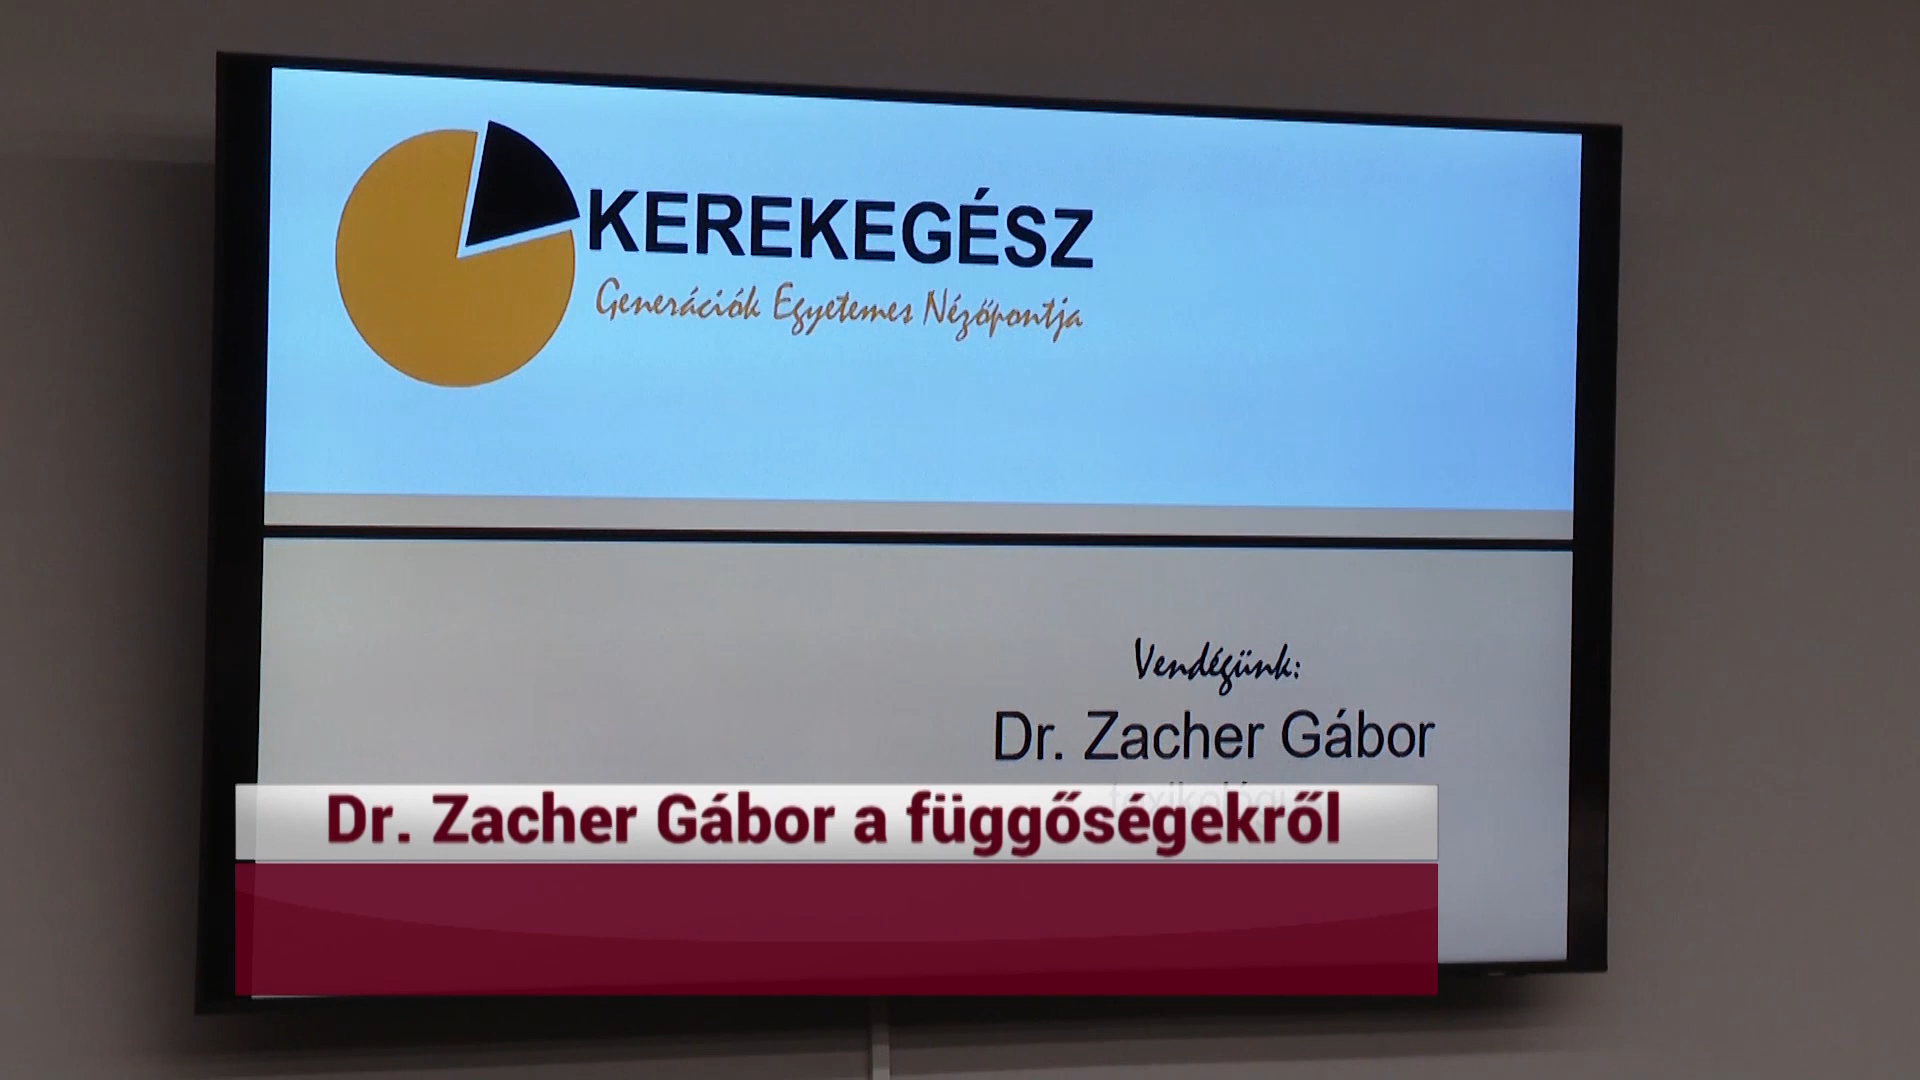 KEREKEGÉSZ
Generációk Egyetemes Nézőpontja
Vendégünk:
Dr. Zacher Gábor
Dr. Zacher Gábor a függőségekről